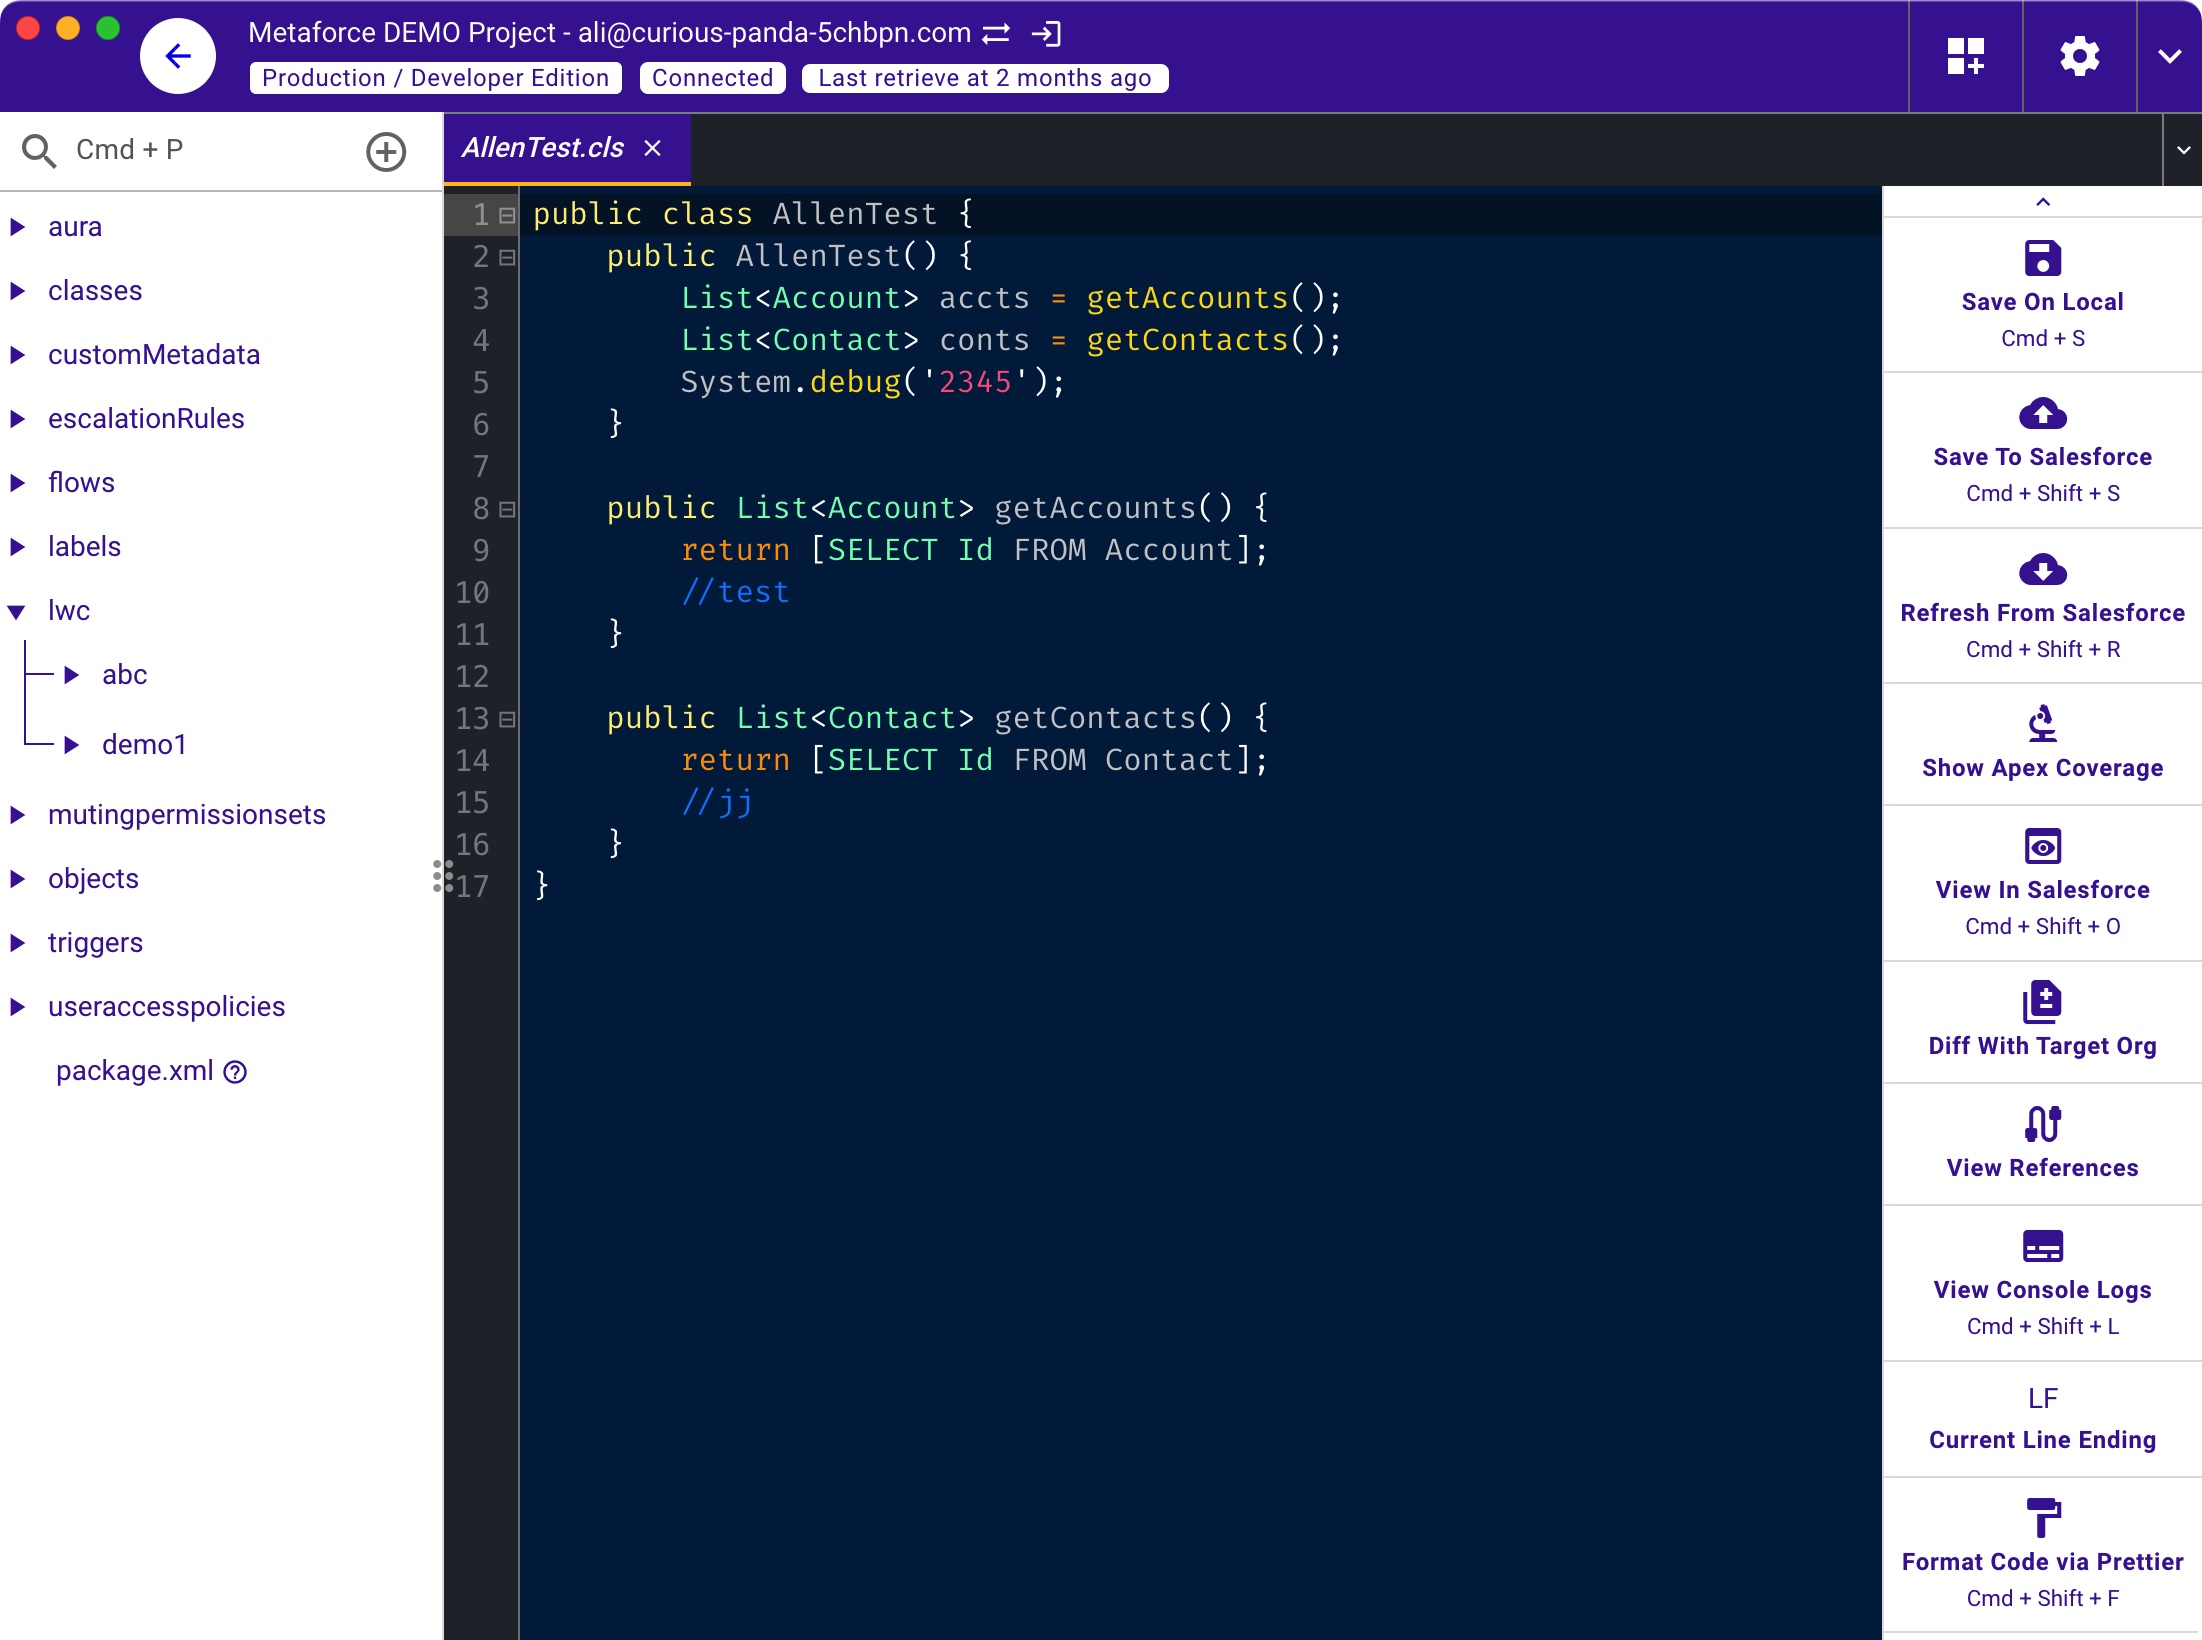 Metaforce DEMO Project - ali@curious-panda-5chbpn.com
Production / Developer Edition
Connected
Last retrieve at 2 months ago
Cmd + P
aura
classes
customMetadata
escalationRules
flows
labels
lwc
abc
demo1
mutingpermissionsets
objects
triggers
useraccesspolicies
package.xml
AllenTest.cls
1 public class AllenTest {
2 public AllenTest() {
3 List<Account> accts = getAccounts();
4 List<Contact> conts = getContacts();
5 System.debug('2345');
6 }
7
8 public List<Account> getAccounts() {
9 return [SELECT Id FROM Account];
10 //test
11 }
12
13 public List<Contact> getContacts() {
14 return [SELECT Id FROM Contact];
15 //jj
16 }
17 }
Save On Local
Cmd + S
Save To Salesforce
Cmd + Shift + S
Refresh From Salesforce
Cmd + Shift + R
Show Apex Coverage
View In Salesforce
Cmd + Shift + O
Diff With Target Org
View References
View Console Logs
Cmd + Shift + L
LF
Current Line Ending
Format Code via Prettier
Cmd + Shift + F